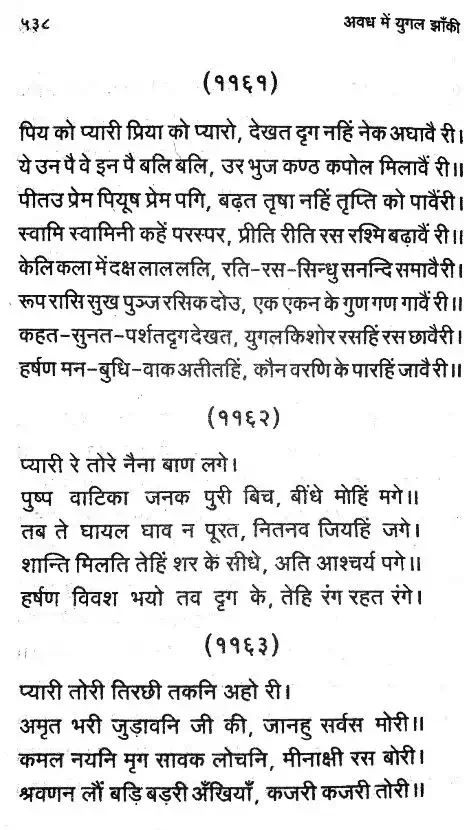 ५३८
अवध में युगल झाँकी
(११६१)
पिय को प्यारी प्रिया को प्यारो, देखत दृग नहिं नेक अघावै री।
ये उन पै वे इन पै बलि बलि, उर भुज कण्ठ कपोल मिलावैं री॥
पीतउ प्रेम पियूष प्रेम पगि, बढ़त तृषा नहिं तृप्ति को पावैंरी।
स्वामि स्वामिनी कहें परस्पर, प्रीति रीति रस रश्मि बढ़ावैं री॥
केलि कला में दक्ष लाल ललि, रति-रस-सिन्धु सनन्दि समावैरी।
रूप रासि सुख पुञ्ज रसिक दोउ, एक एकन के गुण गण गावैं री॥
कहत-सुनत-पर्शत दृग देखत, युगल किशोर रसहिं रस छावैरी।
हर्षण मन-बुधि-वाक अतीतहिं, कौन वरणि के पारहिं जावै री॥
(११६२)
प्यारी रे तोरे नैना बाण लगे।
पुष्प वाटिका जनक पुरी बिच, बींधे मोहिं मगे॥
तब ते घायल घाव न पूरत, नितनव जियहिं जगे।
शान्ति मिलति तेहिं शर के सीधे, अति आश्चर्य पगे॥
हर्षण विवश भयो तव दृग के, तेहि रंग रहत रंगे।
(११६३)
प्यारी तोरी तिरछी तकनि अहो री।
अमृत भरी जुड़ावनि जी की, जानहु सर्वस मोरी॥
कमल नयनि मृग सावक लोचनि, मीनाक्षी रस बोरी।
श्रवणन लौं बड़ि बड़री अँखियाँ, कजरी कजरी तोरी॥